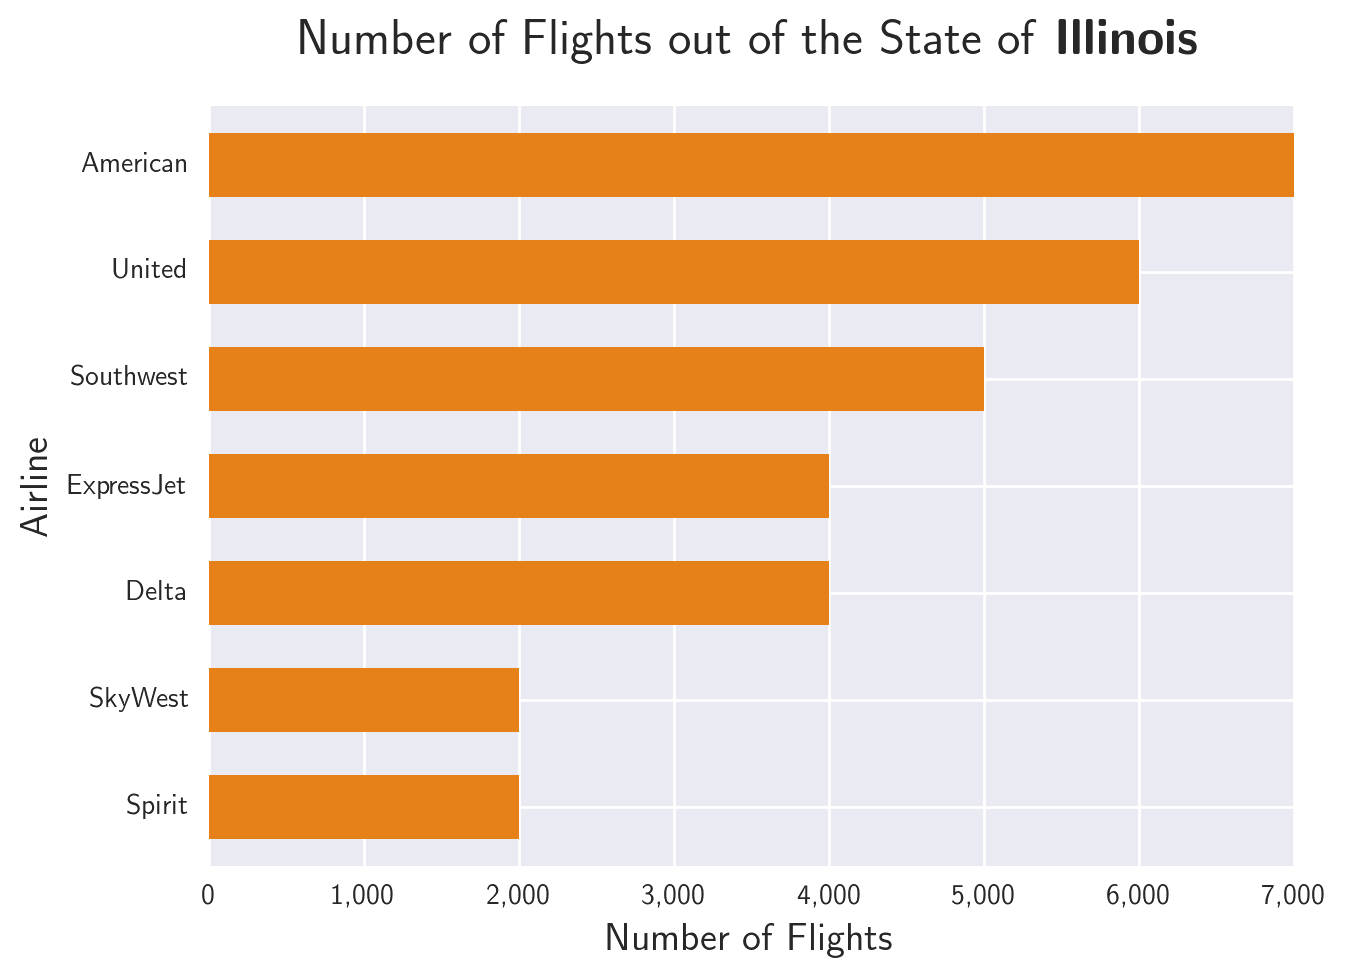 Number of Flights out of the State of Illinois
American
United
Southwest
ExpressJet
Delta
SkyWest
Spirit
Airline
0 1,000 2,000 3,000 4,000 5,000 6,000 7,000
Number of Flights